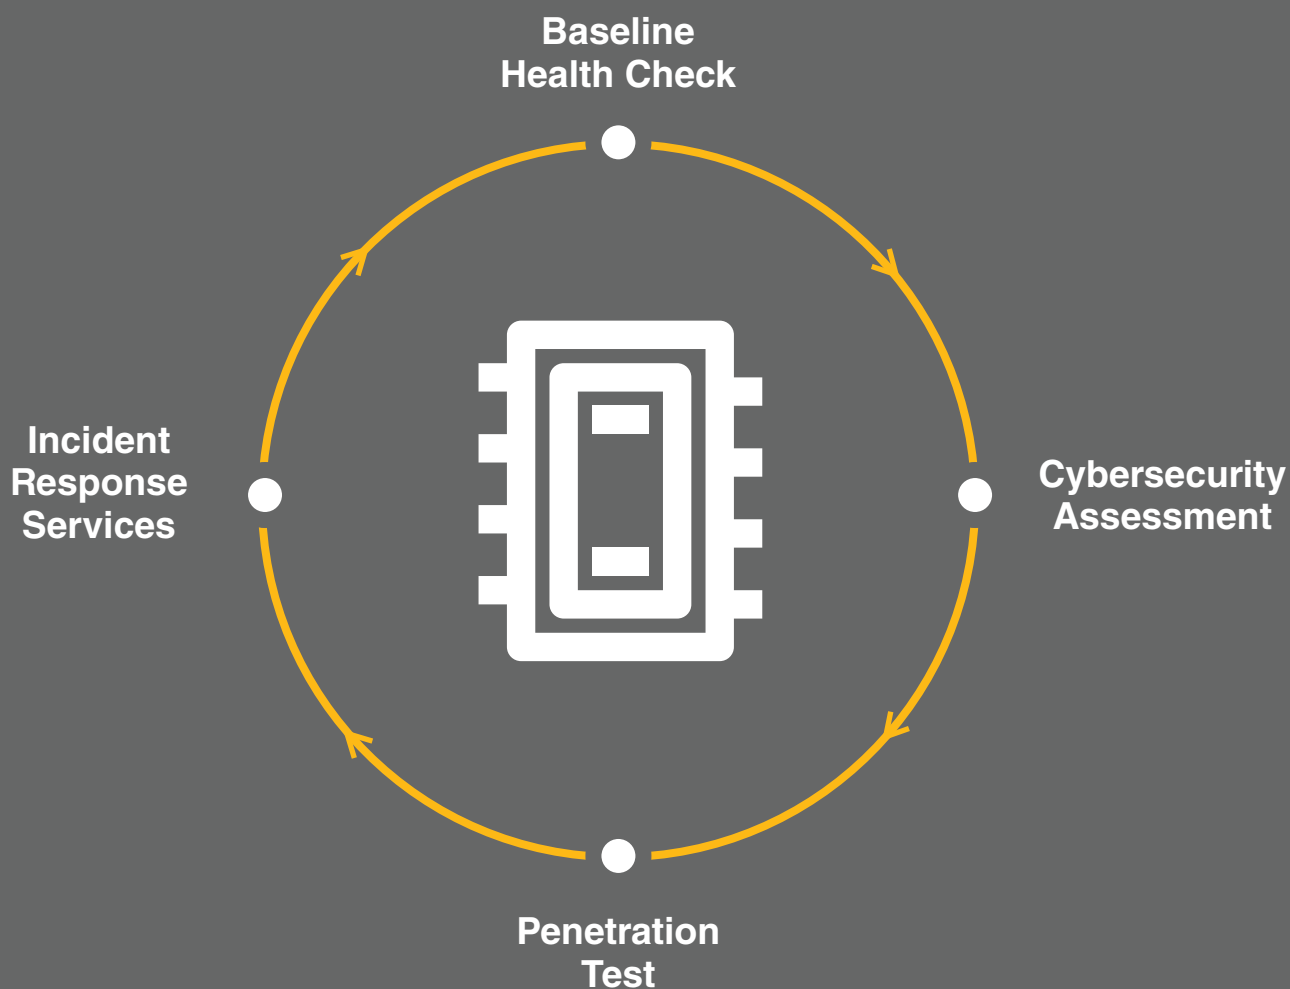 Baseline
Health Check
Incident
Response
Services
Cybersecurity
Assessment
Penetration
Test